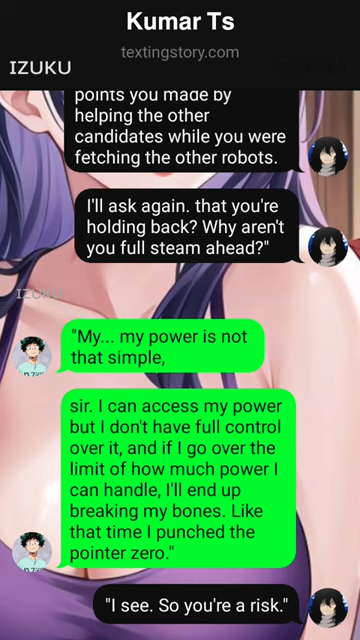 Kumar Ts
textingstory.com
IZUKU
points you made by
helping the other
candidates while you were
fetching the other robots.
I'll ask again. that you're
holding back? Why aren't
you full steam ahead?"
IZUKU
"My... my power is not
that simple,
sir. I can access my power
but I don't have full control
over it, and if I go over the
limit of how much power I
can handle, I'll end up
breaking my bones. Like
that time I punched the
pointer zero."
"I see. So you're a risk."